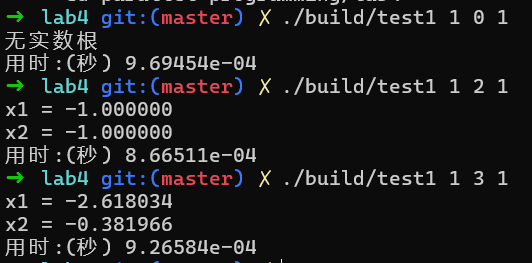 ➜ lab4 git:(master) ✗ ./build/test1 1 0 1
无实数根
用时:(秒) 9.69454e-04
➜ lab4 git:(master) ✗ ./build/test1 1 2 1
x1 = -1.000000
x2 = -1.000000
用时:(秒) 8.66511e-04
➜ lab4 git:(master) ✗ ./build/test1 1 3 1
x1 = -2.618034
x2 = -0.381966
用时:(秒) 9.26584e-04